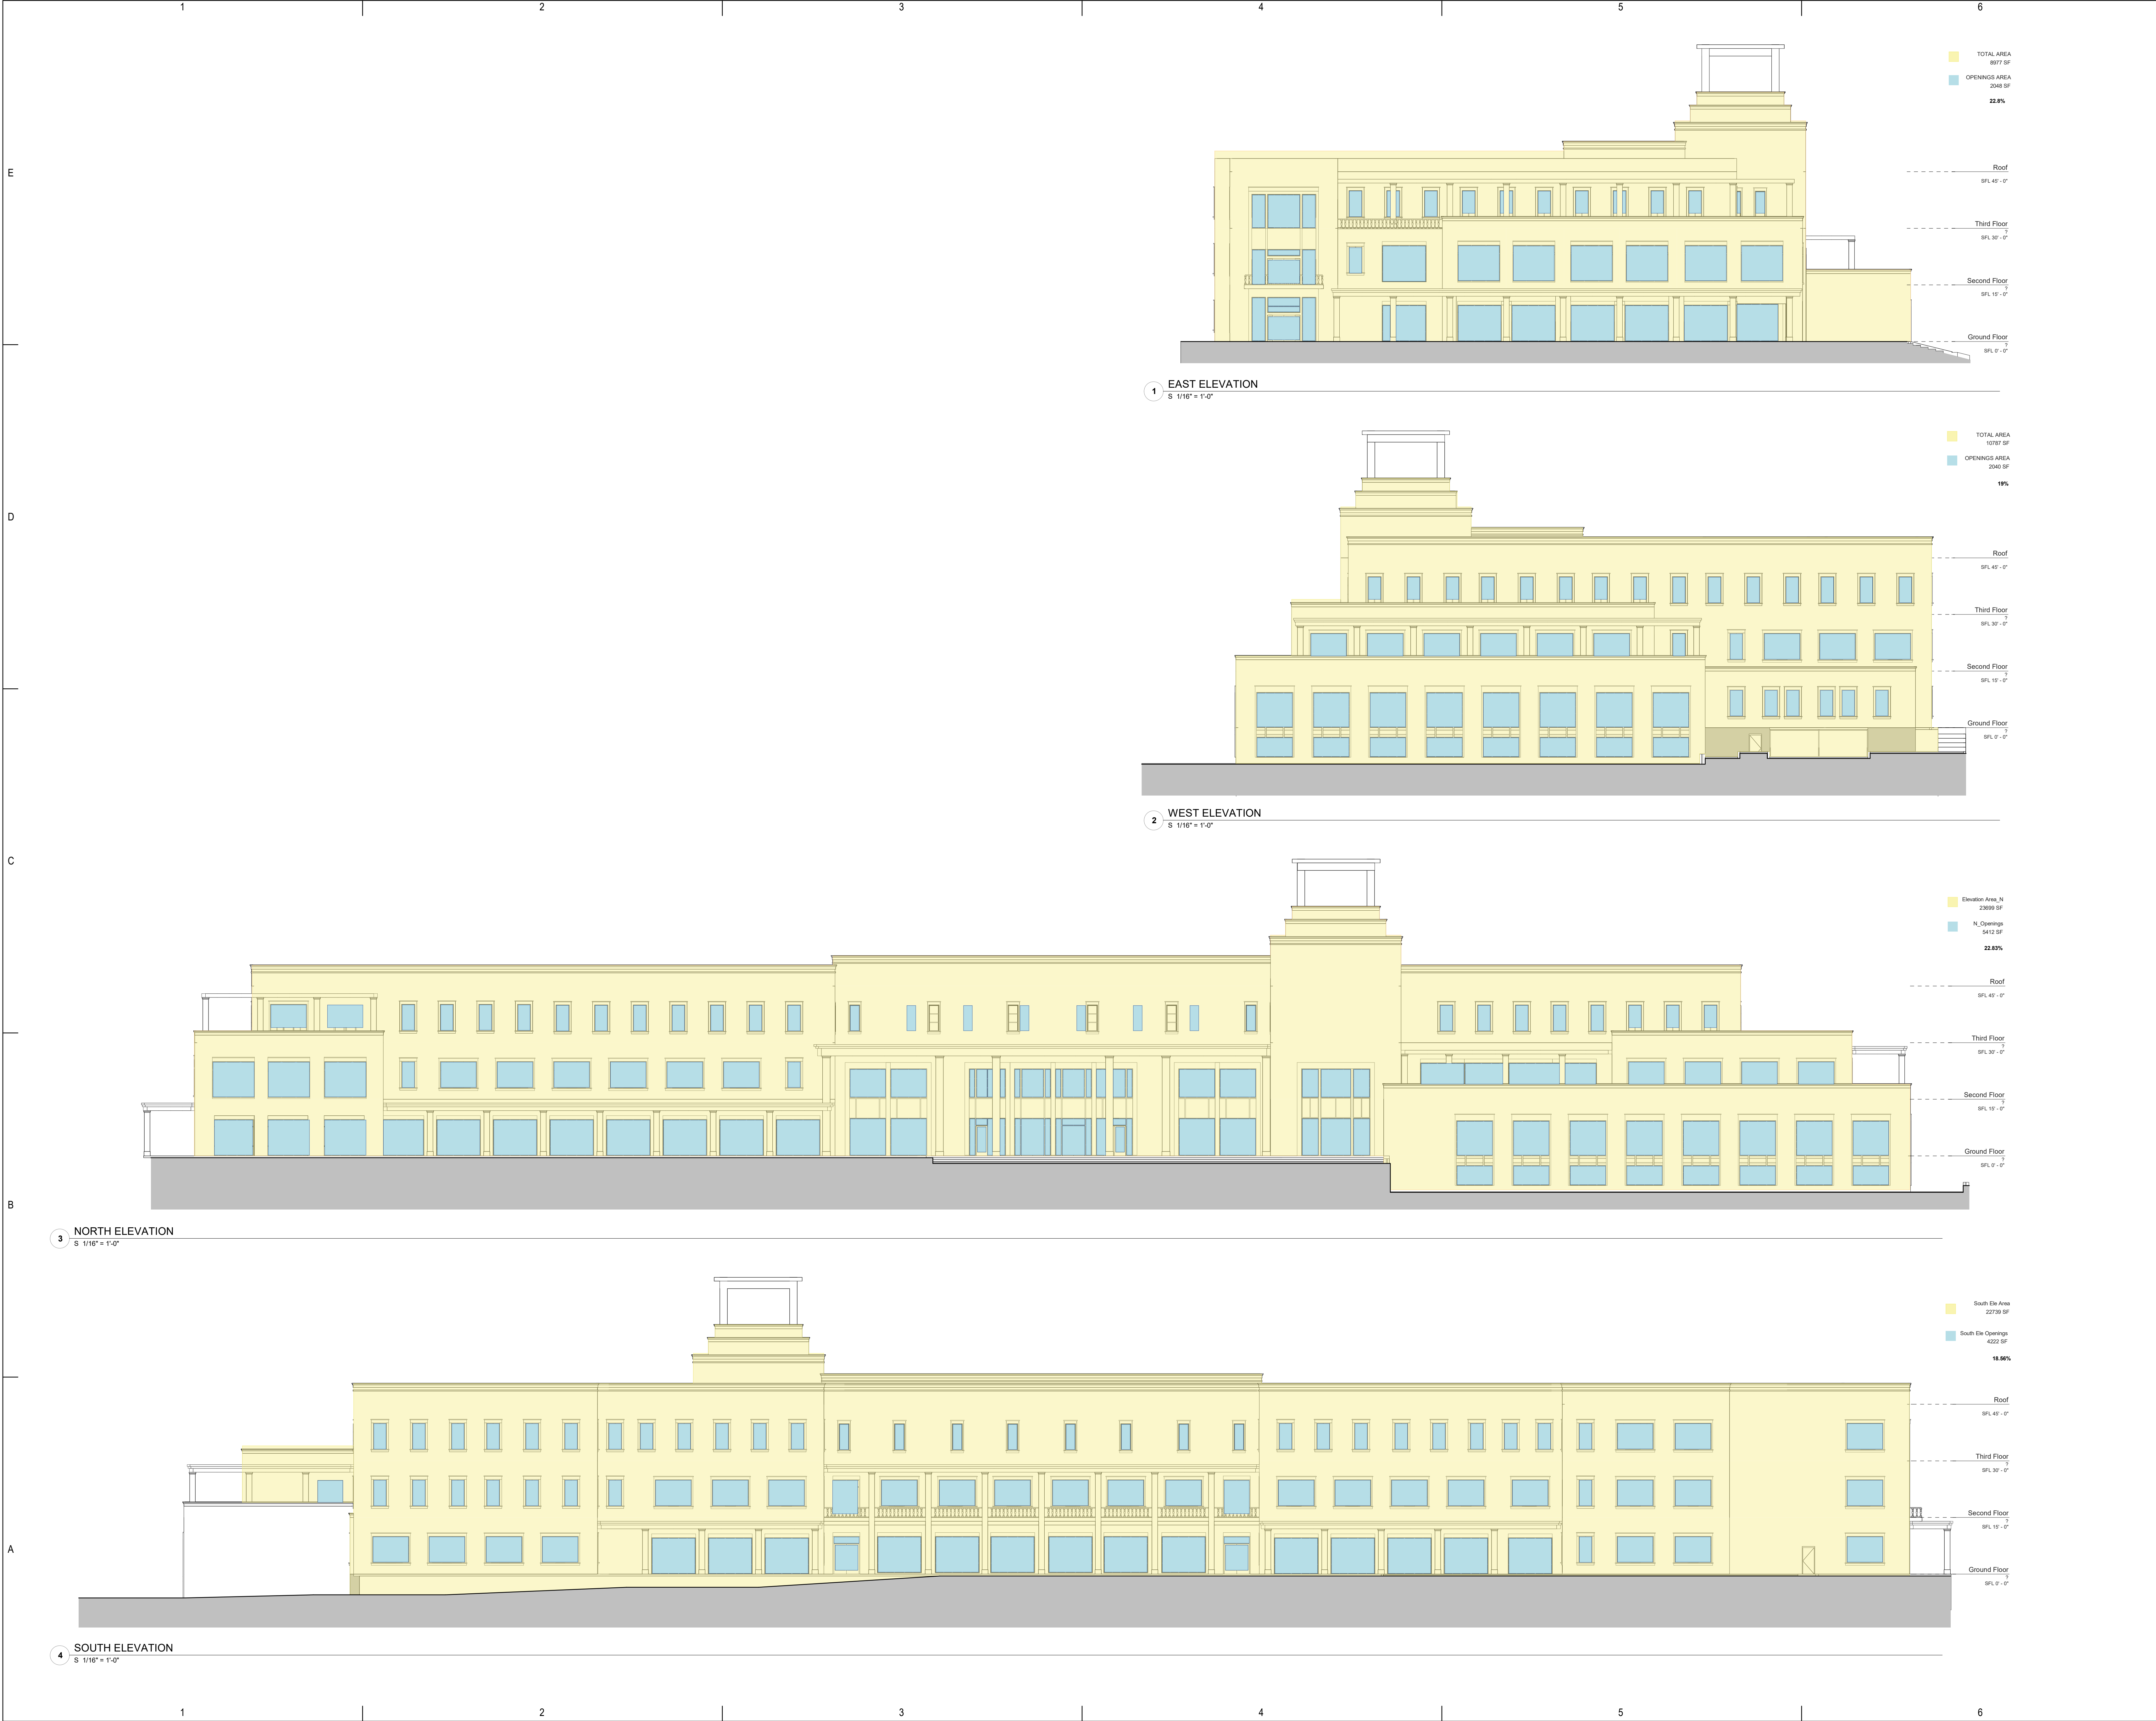 1 2 3 4 5 6
TOTAL AREA
8977 SF
OPENINGS AREA
2048 SF
22.8%
E
Roof
SFL 45' - 0"
Third Floor
?
SFL 30' - 0"
Second Floor
?
SFL 15' - 0"
Ground Floor
?
SFL 0' - 0"
1 EAST ELEVATION
S 1/16" = 1'-0"
TOTAL AREA
10787 SF
OPENINGS AREA
2040 SF
19%
D
Roof
SFL 45' - 0"
Third Floor
?
SFL 30' - 0"
Second Floor
?
SFL 15' - 0"
Ground Floor
?
SFL 0' - 0"
2 WEST ELEVATION
S 1/16" = 1'-0"
C
Elevation Area_N
23699 SF
N_Openings
5412 SF
22.83%
Roof
SFL 45' - 0"
Third Floor
?
SFL 30' - 0"
Second Floor
?
SFL 15' - 0"
Ground Floor
?
SFL 0' - 0"
B
3 NORTH ELEVATION
S 1/16" = 1'-0"
South Ele Area
22739 SF
South Ele Openings
4222 SF
18.56%
Roof
SFL 45' - 0"
Third Floor
?
SFL 30' - 0"
Second Floor
?
SFL 15' - 0"
A
Ground Floor
?
SFL 0' - 0"
4 SOUTH ELEVATION
S 1/16" = 1'-0"
1 2 3 4 5 6